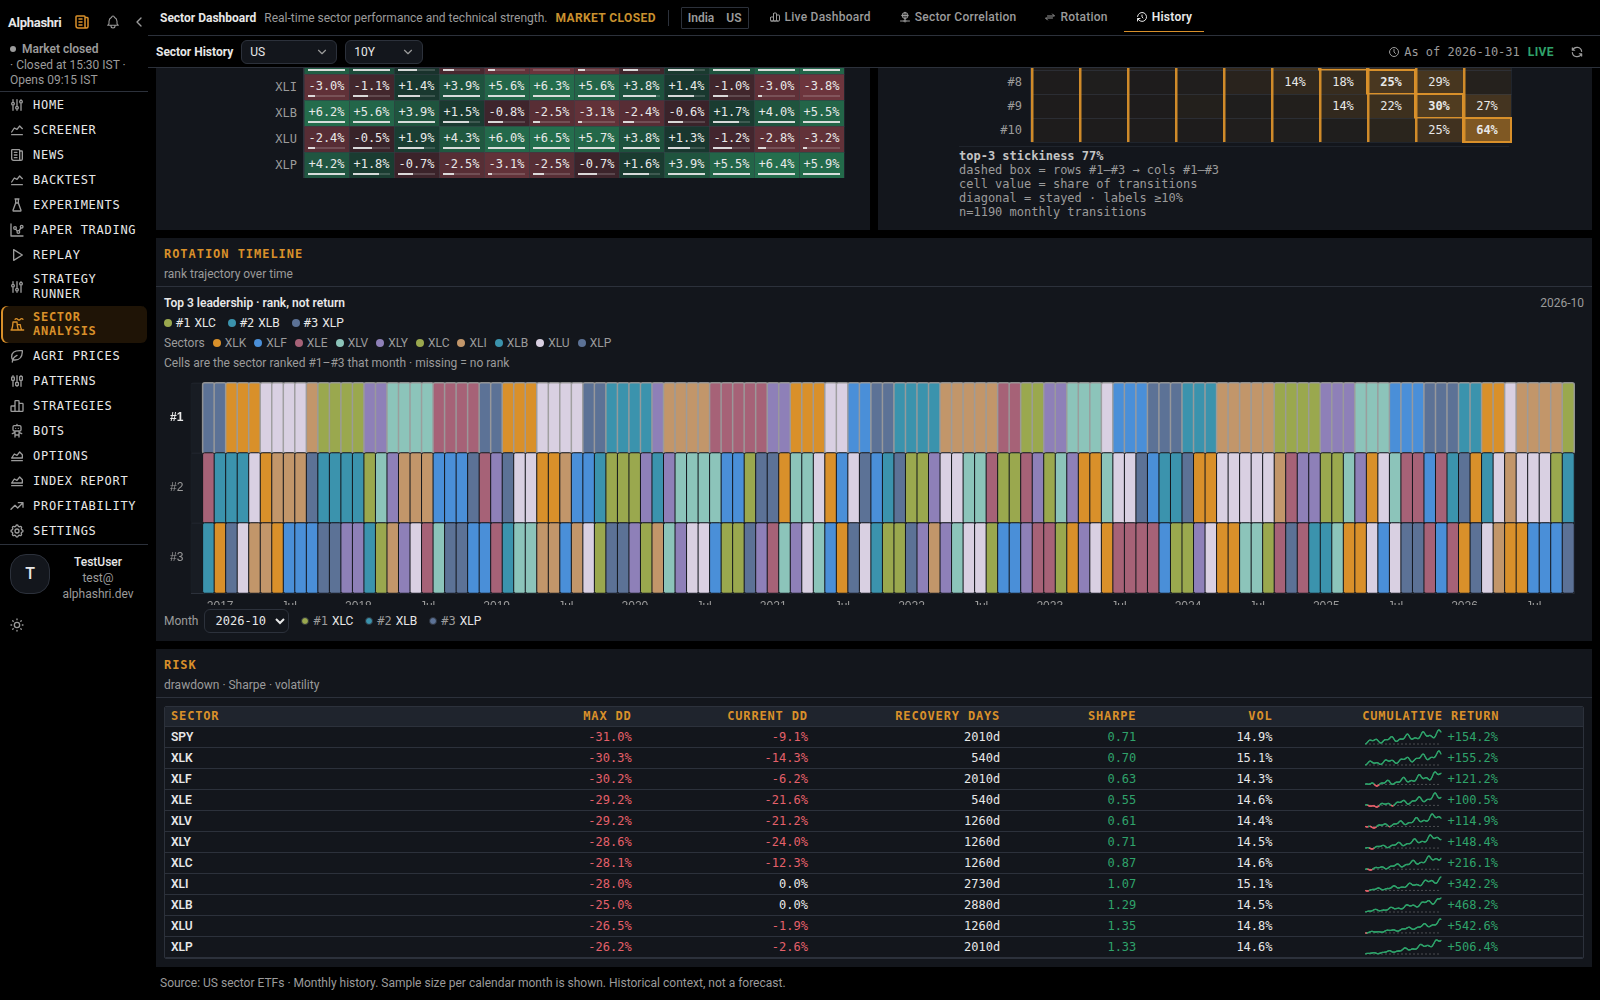 Alphashri
Market closed
· Closed at 15:30 IST ·
Opens 09:15 IST
HOME
SCREENER
NEWS
BACKTEST
EXPERIMENTS
PAPER TRADING
REPLAY
STRATEGY
RUNNER
SECTOR
ANALYSIS
AGRI PRICES
PATTERNS
STRATEGIES
BOTS
OPTIONS
INDEX REPORT
PROFITABILITY
SETTINGS
T
TestUser
test@
alphashri.dev
Sector Dashboard Real-time sector performance and technical strength. MARKET CLOSED India US Live Dashboard Sector Correlation Rotation History
Sector History US 10Y As of 2026-10-31 LIVE
XLI -3.0% -1.1% +1.4% +3.9% +5.6% +6.3% +5.6% +3.8% +1.4% -1.0% -3.0% -3.8%
XLB +6.2% +5.6% +3.9% +1.5% -0.8% -2.5% -3.1% -2.4% -0.6% +1.7% +4.0% +5.5%
XLU -2.4% -0.5% +1.9% +4.3% +6.0% +6.5% +5.7% +3.8% +1.3% -1.2% -2.8% -3.2%
XLP +4.2% +1.8% -0.7% -2.5% -3.1% -2.5% -0.7% +1.6% +3.9% +5.5% +6.4% +5.9%
#8 14% 18% 25% 29%
#9 14% 22% 30% 27%
#10 25% 64%
top-3 stickiness 77%
dashed box = rows #1–#3 → cols #1–#3
cell value = share of transitions
diagonal = stayed · labels ≥10%
n=1190 monthly transitions
ROTATION TIMELINE
rank trajectory over time
Top 3 leadership · rank, not return 2026-10
#1 XLC #2 XLB #3 XLP
Sectors XLK XLF XLE XLV XLY XLC XLI XLB XLU XLP
Cells are the sector ranked #1–#3 that month · missing = no rank
#1
#2
#3
2017 Jul 2018 Jul 2019 Jul 2020 Jul 2021 Jul 2022 Jul 2023 Jul 2024 Jul 2025 Jul 2026 Jul
Month 2026-10 #1 XLC #2 XLB #3 XLP
RISK
drawdown · Sharpe · volatility
SECTOR MAX DD CURRENT DD RECOVERY DAYS SHARPE VOL CUMULATIVE RETURN
SPY -31.0% -9.1% 2010d 0.71 14.9% +154.2%
XLK -30.3% -14.3% 540d 0.70 15.1% +155.2%
XLF -30.2% -6.2% 2010d 0.63 14.3% +121.2%
XLE -29.2% -21.6% 540d 0.55 14.6% +100.5%
XLV -29.2% -21.2% 1260d 0.61 14.4% +114.9%
XLY -28.6% -24.0% 1260d 0.71 14.5% +148.4%
XLC -28.1% -12.3% 1260d 0.87 14.6% +216.1%
XLI -28.0% 0.0% 2730d 1.07 15.1% +342.2%
XLB -25.0% 0.0% 2880d 1.29 14.5% +468.2%
XLU -26.5% -1.9% 1260d 1.35 14.8% +542.6%
XLP -26.2% -2.6% 2010d 1.33 14.6% +506.4%
Source: US sector ETFs · Monthly history. Sample size per calendar month is shown. Historical context, not a forecast.